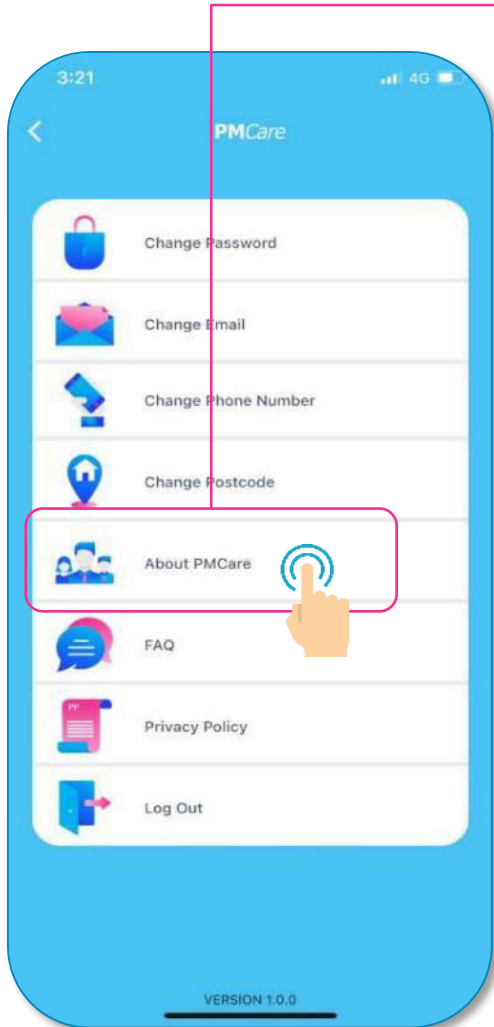 3:21 4G
PMCare
Change Password
Change Email
Change Phone Number
Change Postcode
About PMCare
FAQ
PP
Privacy Policy
Log Out
VERSION 1.0.0